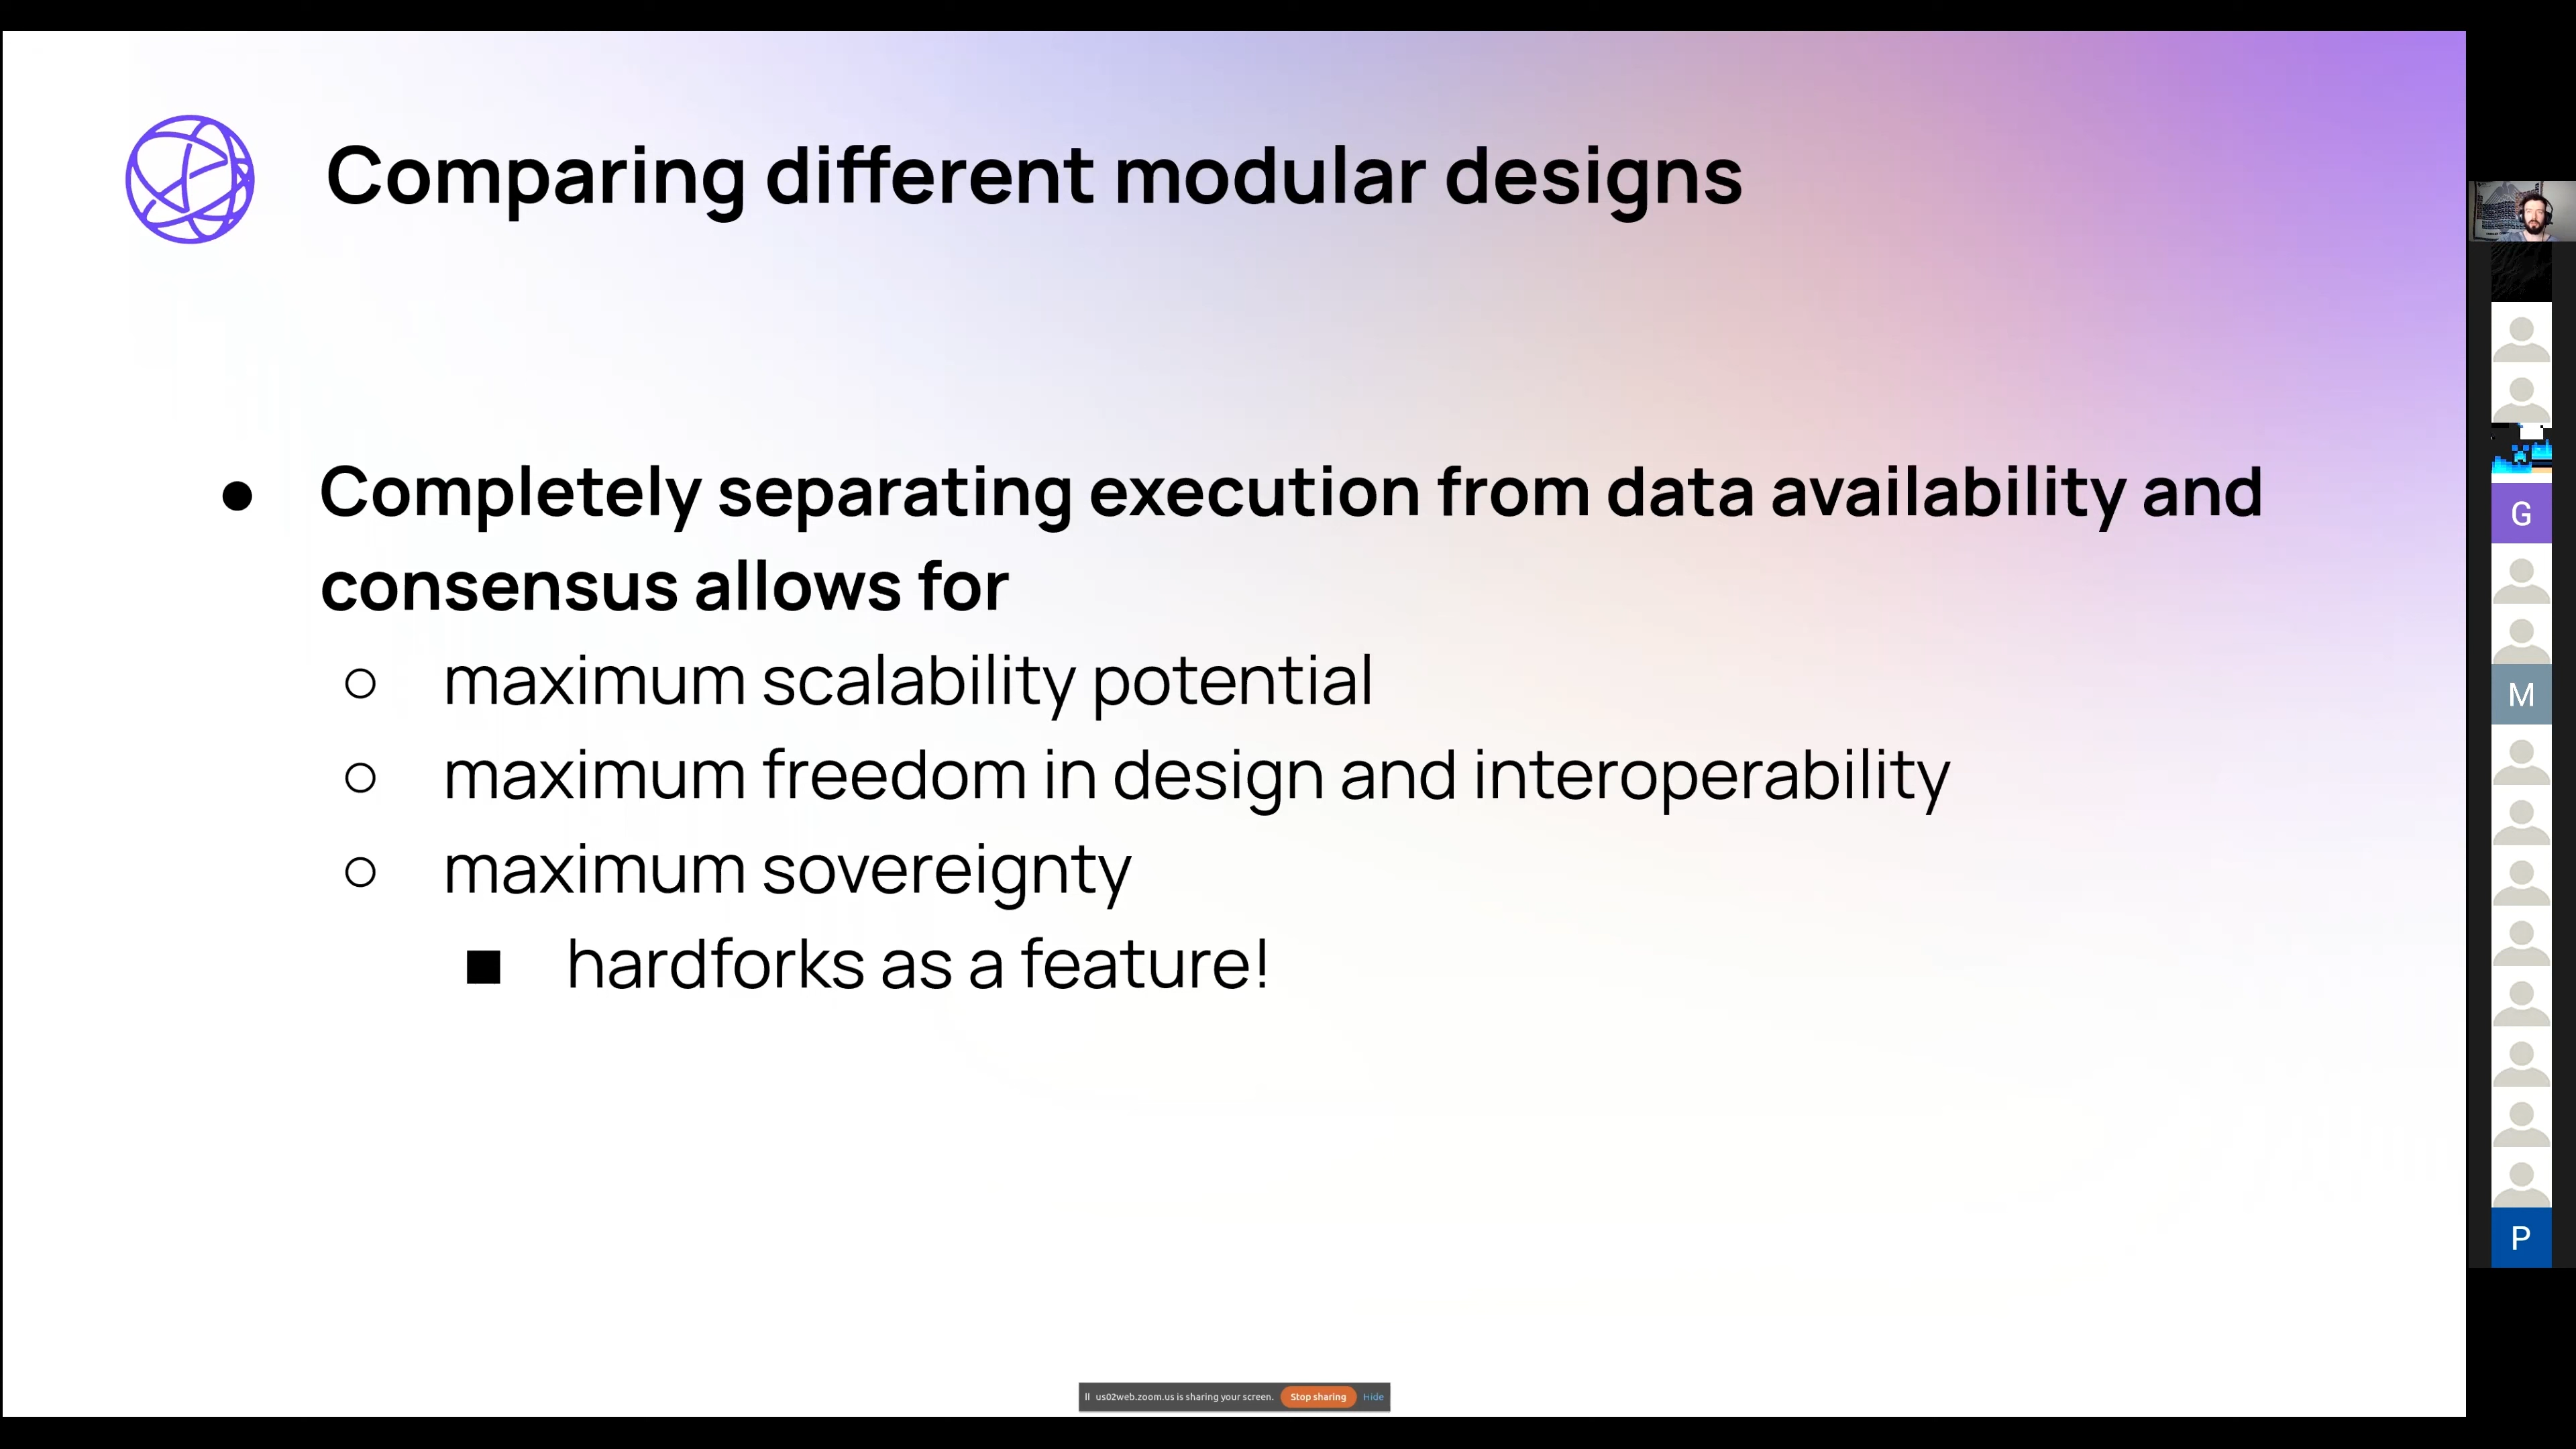 Comparing different modular designs
● Completely separating execution from data availability and
consensus allows for
○ maximum scalability potential
○ maximum freedom in design and interoperability
○ maximum sovereignty
■ hardforks as a feature!
G
M
P
us02web.zoom.us is sharing your screen. Stop sharing Hide